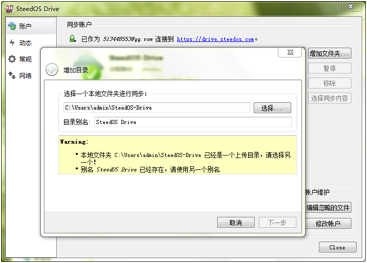 SteedOS Drive
账户
动态
常规
网络
同步账户
已作为 513448553@qq.com 连接到 https://drive.steedos.com。
增加文件夹...
暂停
移除
选择同步内容
增加目录
选择一个本地文件夹进行同步:
C:\Users\admin\SteedOS-Drive
选择...
目录别名: SteedOS Drive
Warning:
• 本地文件夹 C:\Users\admin\SteedOS-Drive 已经是一个上传目录，请选择另一个!
• 别名 SteedOS Drive 已经存在，请使用另一个别名.
取消
下一步
帐户维护
编辑忽略的文件
修改帐户
Close